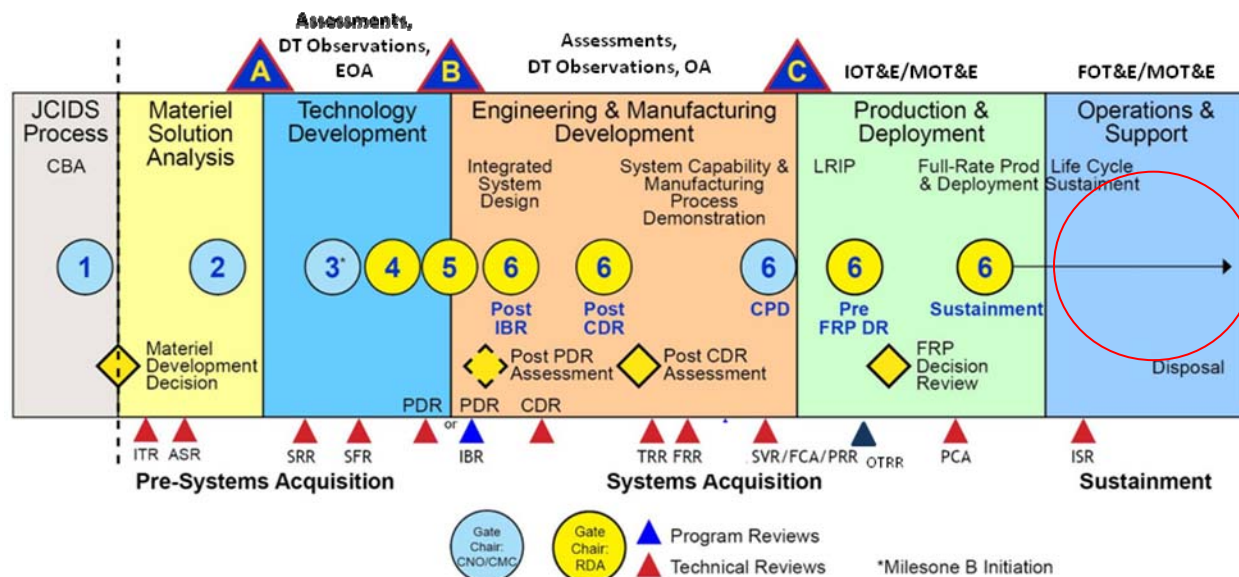 Assessments,
DT Observations,
EOA
Assessments,
DT Observations, OA
IOT&E/MOT&E
FOT&E/MOT&E
A
B
C
JCIDS
Process
CBA
Materiel
Solution
Analysis
Technology
Development
Engineering & Manufacturing
Development
Integrated
System
Design
System Capability &
Manufacturing
Process
Demonstration
Production &
Deployment
LRIP
Full-Rate Prod
& Deployment
Operations &
Support
Life Cycle
Sustaiment
1
2
3*
4
5
6
Post
IBR
6
Post
CDR
6
CPD
6
Pre
FRP DR
6
Sustainment
Materiel
Development
Decision
Post PDR
Assessment
Post CDR
Assessment
FRP
Decision
Review
Disposal
PDR or PDR
CDR
ITR ASR
SRR
SFR
IBR
TRR FRR
SVR/FCA/PRR
OTRR
PCA
ISR
Pre-Systems Acquisition
Systems Acquisition
Sustainment
Gate
Chair:
CNO/CMC
Gate
Chair:
RDA
Program Reviews
Technical Reviews
*Milesone B Initiation